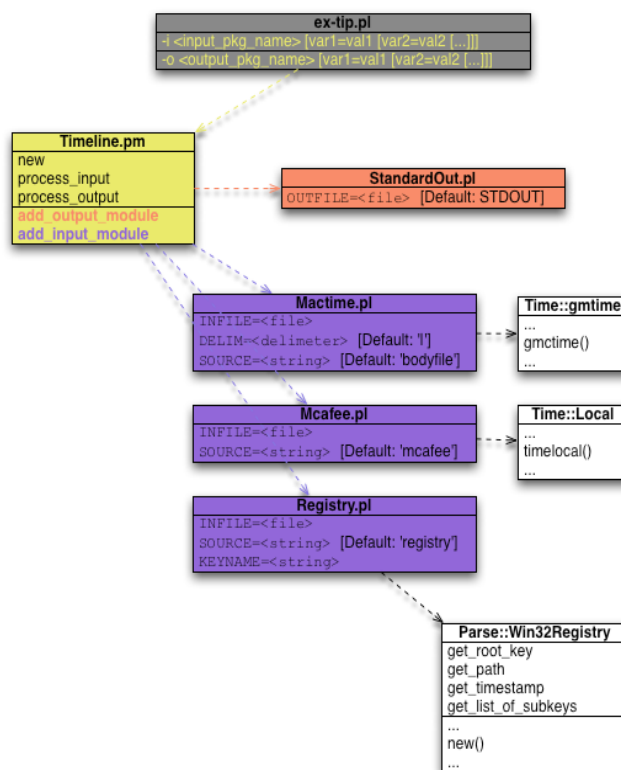 ex-tip.pl
-i <input_pkg_name> [var1=val1 [var2=val2 [...]]]
-o <output_pkg_name> [var1=val1 [var2=val2 [...]]]
Timeline.pm
new
process_input
process_output
add_output_module
add_input_module
StandardOut.pl
OUTFILE=<file> [Default: STDOUT]
Mactime.pl
INFILE=<file>
DELIM=<delimeter> [Default: '|']
SOURCE=<string> [Default: 'bodyfile']
Time::gmtime
...
gmctime()
...
Mcafee.pl
INFILE=<file>
SOURCE=<string> [Default: 'mcafee']
Time::Local
...
timelocal()
...
Registry.pl
INFILE=<file>
SOURCE=<string> [Default: 'registry']
KEYNAME=<string>
Parse::Win32Registry
get_root_key
get_path
get_timestamp
get_list_of_subkeys
...
new()
...